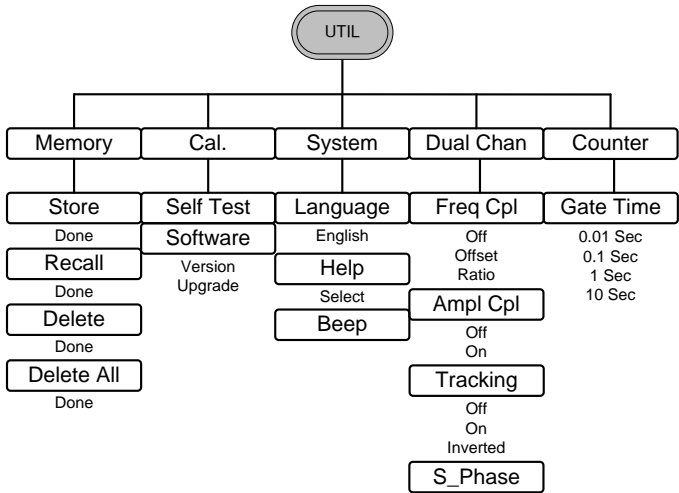 UTIL
Memory
Cal.
System
Dual Chan
Counter
Store
Done
Recall
Done
Delete
Done
Delete All
Done
Self Test
Software
Version
Upgrade
Language
English
Help
Select
Beep
Freq Cpl
Off
Offset
Ratio
Ampl Cpl
Off
On
Tracking
Off
On
Inverted
S_Phase
Gate Time
0.01 Sec
0.1 Sec
1 Sec
10 Sec